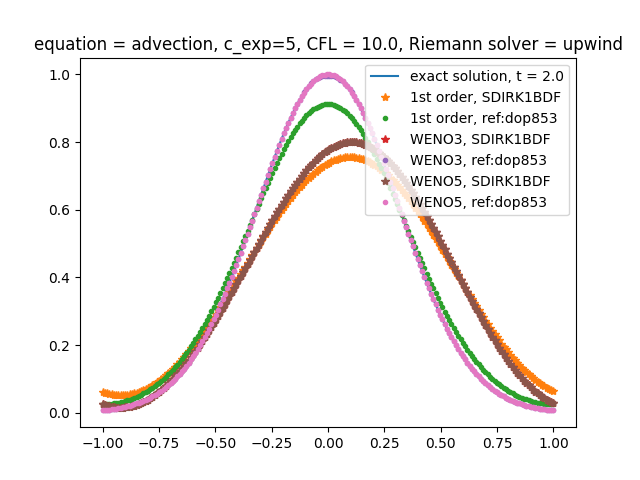 equation = advection, c_exp=5, CFL = 10.0, Riemann solver = upwind
exact solution, t = 2.0
1st order, SDIRK1BDF
1st order, ref:dop853
WENO3, SDIRK1BDF
WENO3, ref:dop853
WENO5, SDIRK1BDF
WENO5, ref:dop853
1.0
0.8
0.6
0.4
0.2
0.0
−1.00 −0.75 −0.50 −0.25 0.00 0.25 0.50 0.75 1.00